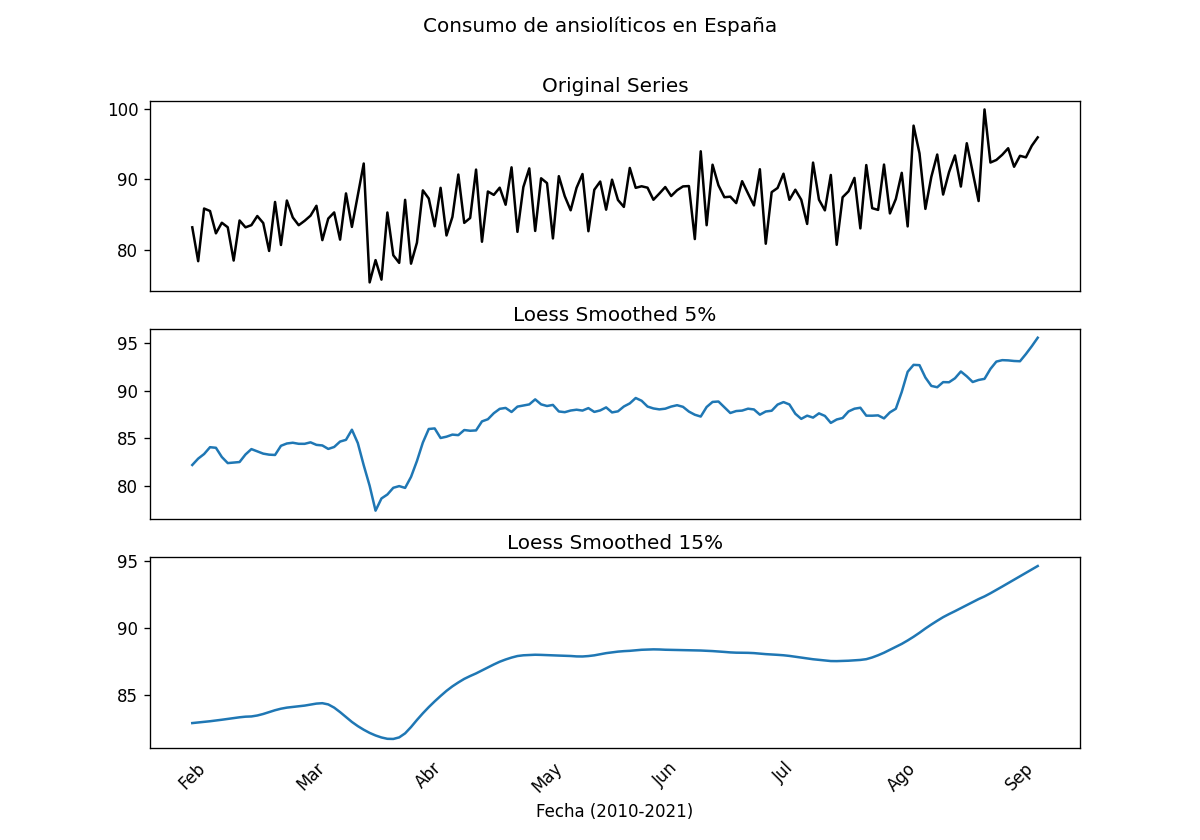 Consumo de ansiolíticos en España
Original Series
100
90
80
Loess Smoothed 5%
95
90
85
80
Loess Smoothed 15%
95
90
85
Feb Mar Abr May Jun Jul Ago Sep
Fecha (2010-2021)